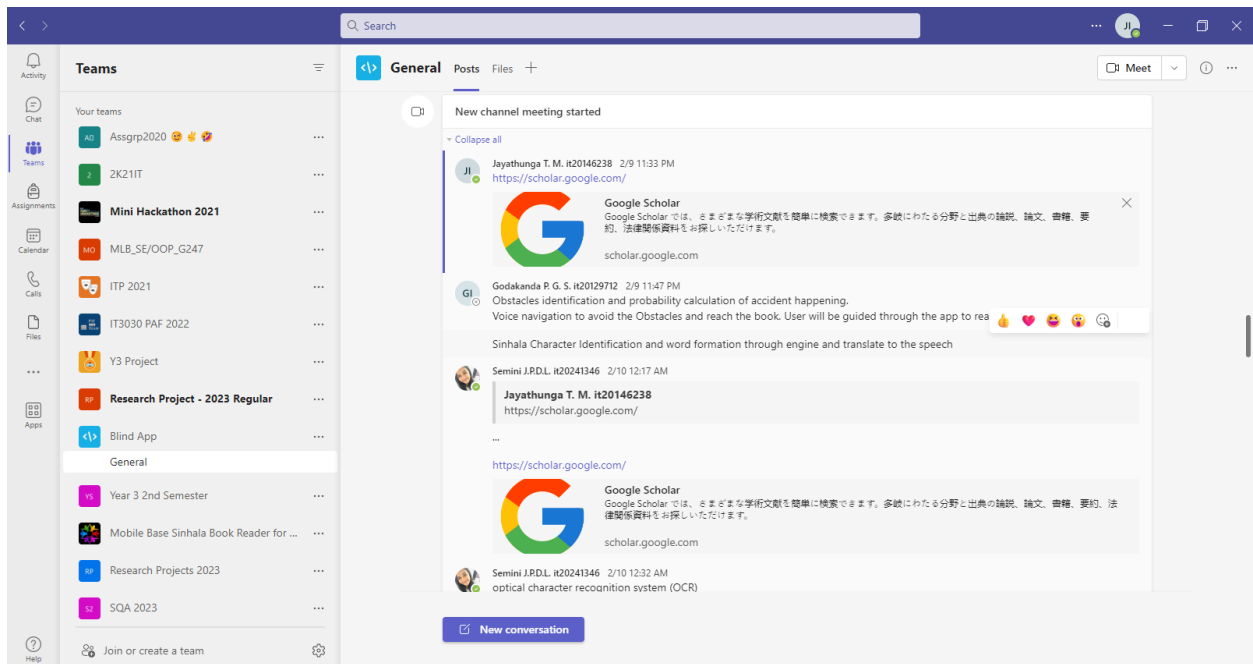 Search
JI
Activity
Chat
Teams
Assignments
Calendar
Calls
Files
Apps
Help
Teams
Your teams
AO Assgrp2020 😉 ✌ 🤣
2 2K21IT
Mini Hackathon 2021
MO MLB_SE/OOP_G247
ITP 2021
IT3030 PAF 2022
Y3 Project
RP Research Project - 2023 Regular
Blind App
General
YS Year 3 2nd Semester
Mobile Base Sinhala Book Reader for ...
RP Research Projects 2023
S2 SQA 2023
Join or create a team
General Posts Files
Meet
New channel meeting started
Collapse all
JI
Jayathunga T. M. it20146238 2/9 11:33 PM
https://scholar.google.com/
Google Scholar
Google Scholar では、さまざまな学術文献を簡単に検索できます。多岐にわたる分野と出典の論説、論文、書籍、要
約、法律関係資料をお探しいただけます。
scholar.google.com
GI
Godakanda P. G. S. it20129712 2/9 11:47 PM
Obstacles identification and probability calculation of accident happening.
Voice navigation to avoid the Obstacles and reach the book. User will be guided through the app to rea
Sinhala Character Identification and word formation through engine and translate to the speech
Semini J.P.D.L. it20241346 2/10 12:17 AM
Jayathunga T. M. it20146238
https://scholar.google.com/
...
https://scholar.google.com/
Google Scholar
Google Scholar では、さまざまな学術文献を簡単に検索できます。多岐にわたる分野と出典の論説、論文、書籍、要約、法
律関係資料をお探しいただけます。
scholar.google.com
Semini J.P.D.L. it20241346 2/10 12:32 AM
optical character recognition system (OCR)
New conversation